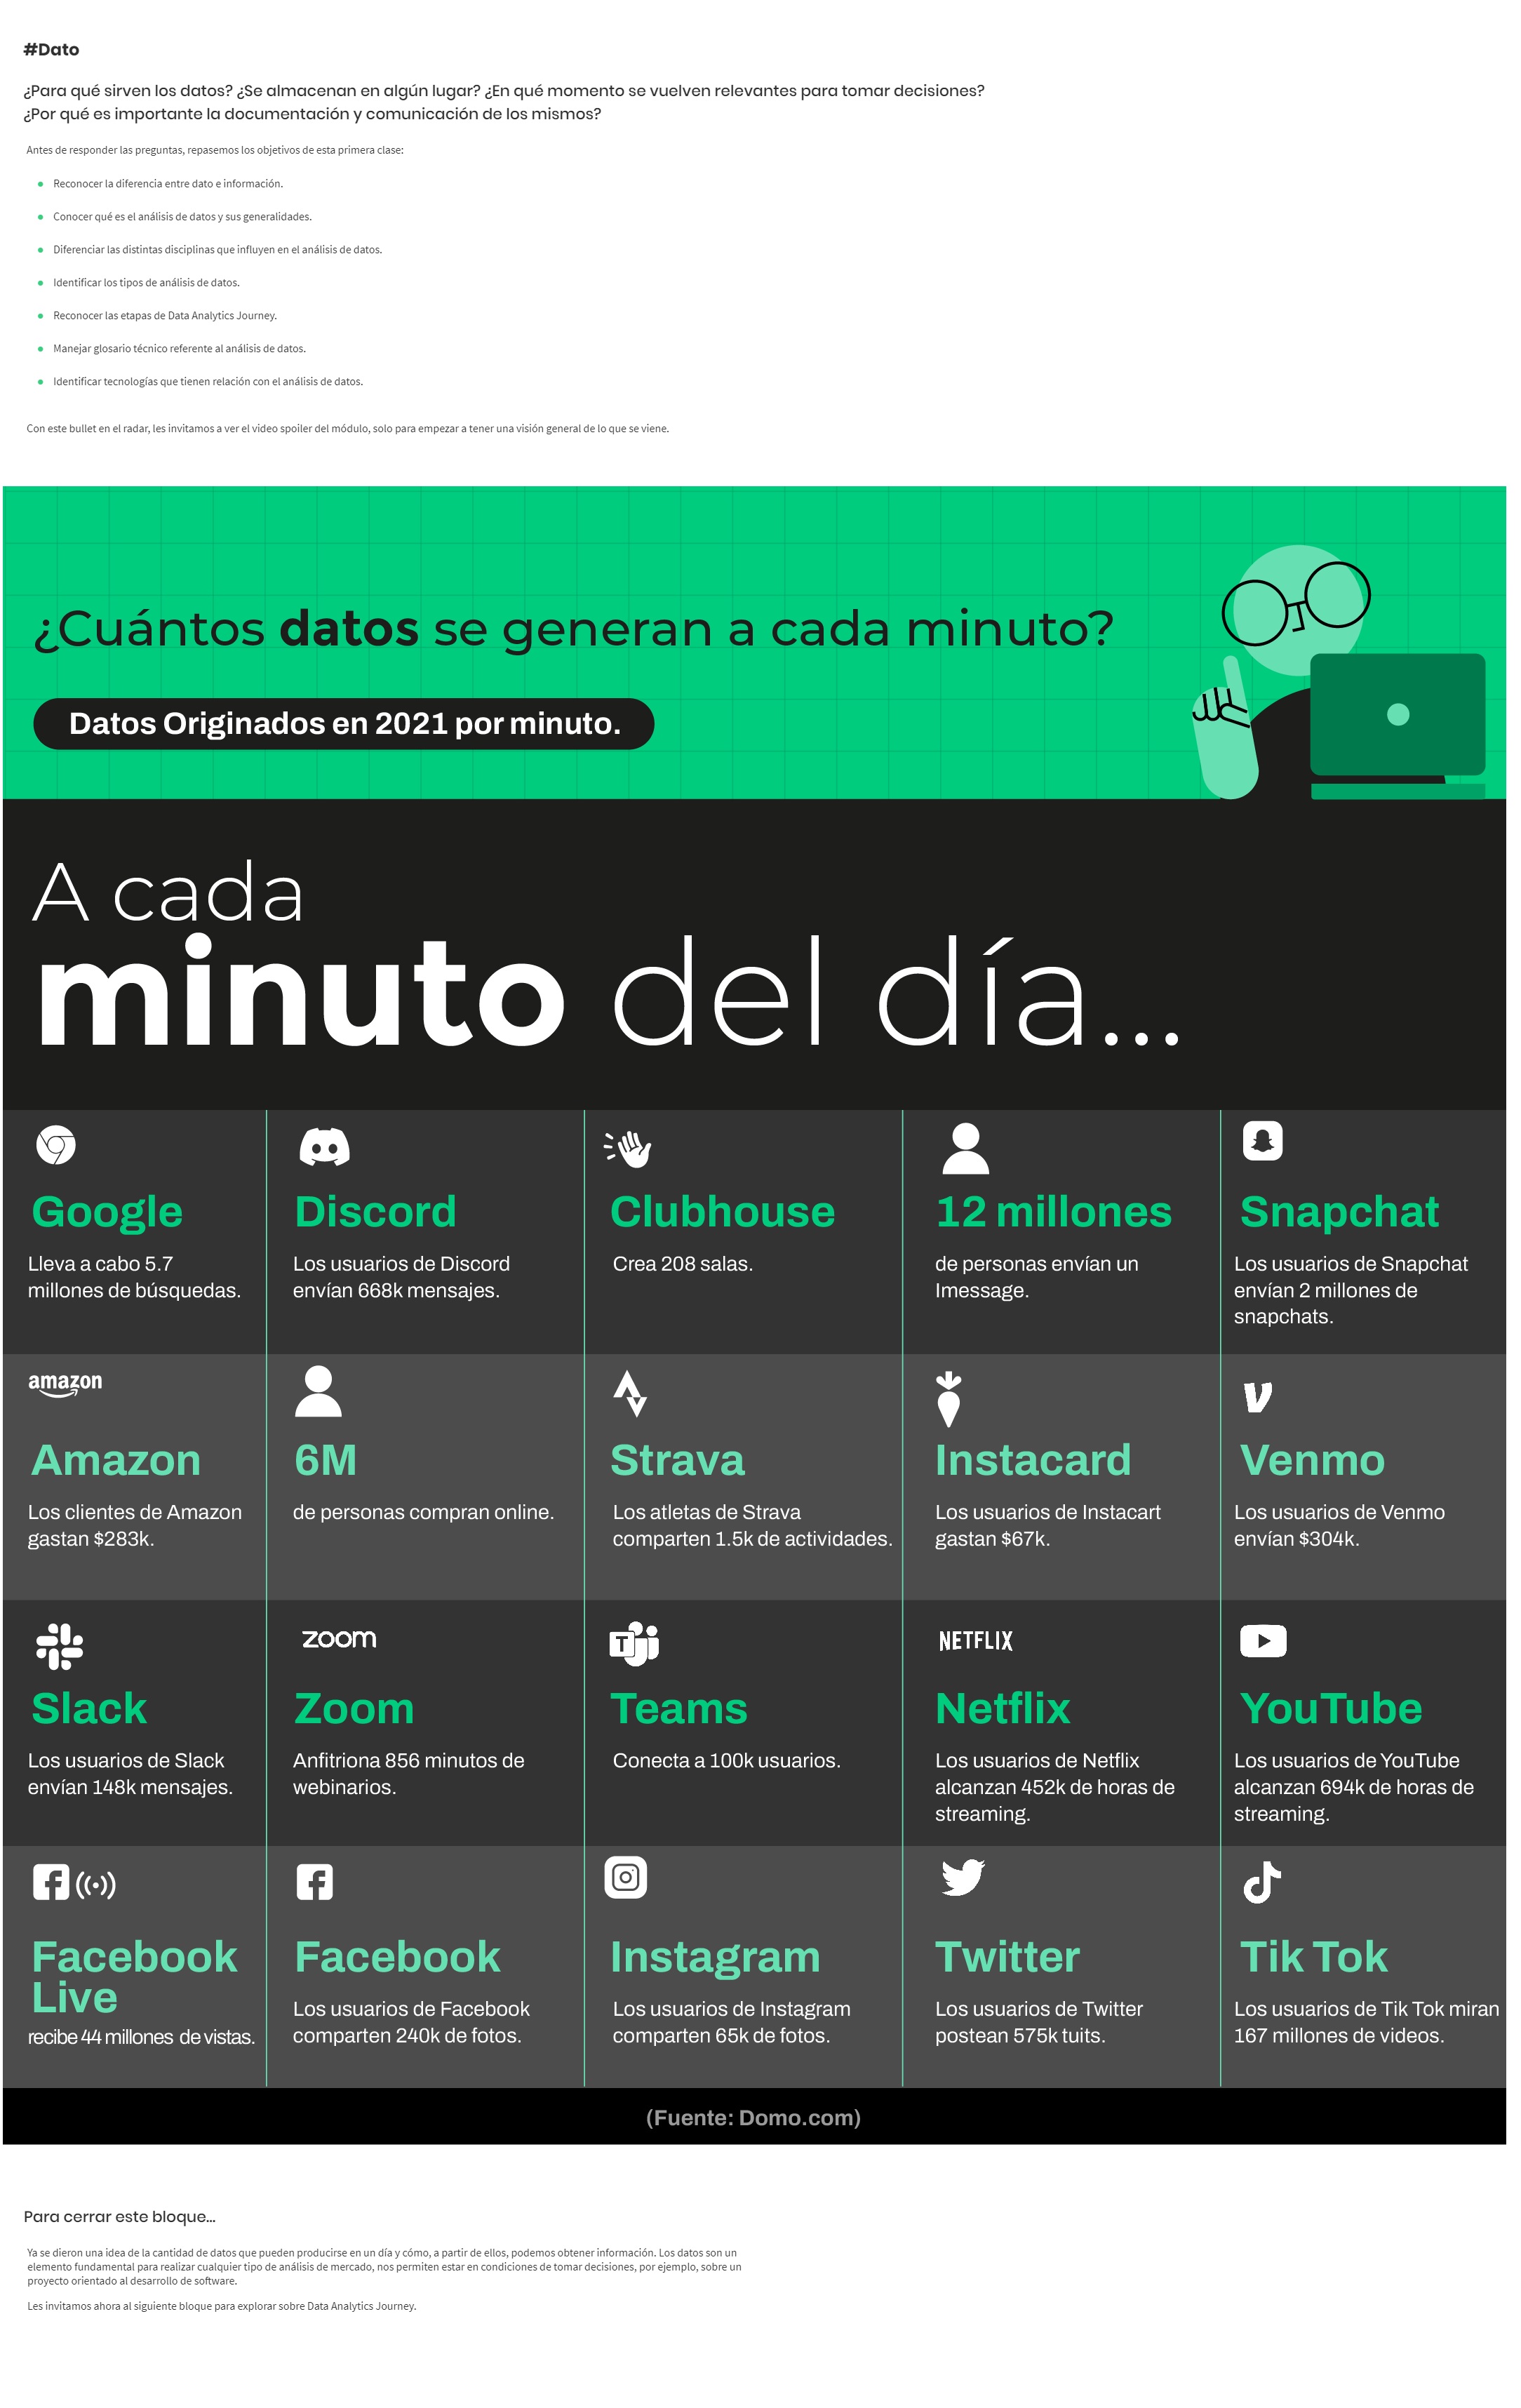 #Dato
¿Para qué sirven los datos? ¿Se almacenan en algún lugar? ¿En qué momento se vuelven relevantes para tomar decisiones?
¿Por qué es importante la documentación y comunicación de los mismos?
Antes de responder las preguntas, repasemos los objetivos de esta primera clase:
Reconocer la diferencia entre dato e información.
Conocer qué es el análisis de datos y sus generalidades.
Diferenciar las distintas disciplinas que influyen en el análisis de datos.
Identificar los tipos de análisis de datos.
Reconocer las etapas de Data Analytics Journey.
Manejar glosario técnico referente al análisis de datos.
Identificar tecnologías que tienen relación con el análisis de datos.
Con este bullet en el radar, les invitamos a ver el video spoiler del módulo, solo para empezar a tener una visión general de lo que se viene.
¿Cuántos datos se generan a cada minuto?
Datos Originados en 2021 por minuto.
A cada
minuto del día...
Google
Lleva a cabo 5.7
millones de búsquedas.
Discord
Los usuarios de Discord
envían 668k mensajes.
Clubhouse
Crea 208 salas.
12 millones
de personas envían un
Imessage.
Snapchat
Los usuarios de Snapchat
envían 2 millones de
snapchats.
amazon
Amazon
Los clientes de Amazon
gastan $283k.
6M
de personas compran online.
Strava
Los atletas de Strava
comparten 1.5k de actividades.
Instacard
Los usuarios de Instacart
gastan $67k.
Venmo
Los usuarios de Venmo
envían $304k.
Slack
Los usuarios de Slack
envían 148k mensajes.
zoom
Zoom
Anfitriona 856 minutos de
webinarios.
T
Teams
Conecta a 100k usuarios.
NETFLIX
Netflix
Los usuarios de Netflix
alcanzan 452k de horas de
streaming.
YouTube
Los usuarios de YouTube
alcanzan 694k de horas de
streaming.
Facebook
Live
recibe 44 millones de vistas.
Facebook
Los usuarios de Facebook
comparten 240k de fotos.
Instagram
Los usuarios de Instagram
comparten 65k de fotos.
Twitter
Los usuarios de Twitter
postean 575k tuits.
Tik Tok
Los usuarios de Tik Tok miran
167 millones de videos.
(Fuente: Domo.com)
Para cerrar este bloque...
Ya se dieron una idea de la cantidad de datos que pueden producirse en un día y cómo, a partir de ellos, podemos obtener información. Los datos son un
elemento fundamental para realizar cualquier tipo de análisis de mercado, nos permiten estar en condiciones de tomar decisiones, por ejemplo, sobre un
proyecto orientado al desarrollo de software.
Les invitamos ahora al siguiente bloque para explorar sobre Data Analytics Journey.